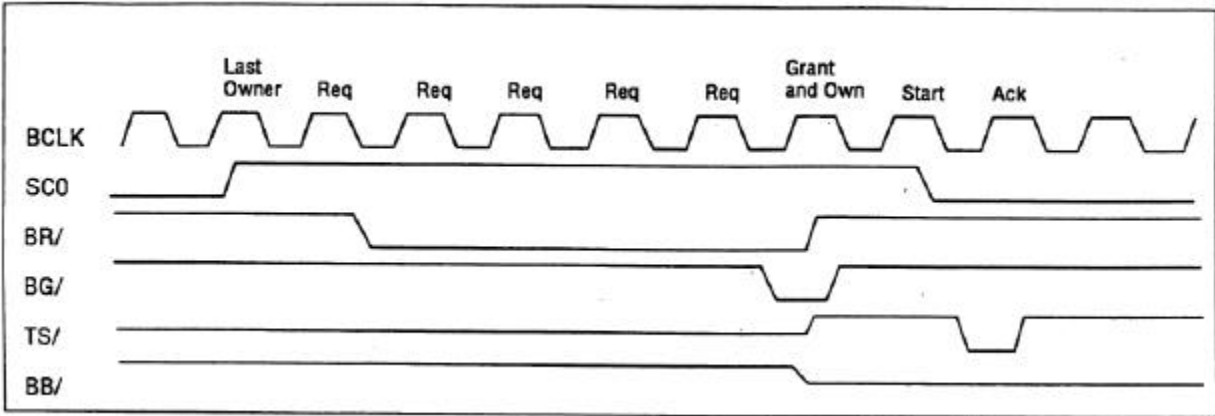 Last Owner
Req
Req
Req
Req
Req
Grant and Own
Start
Ack
BCLK
SC0
BR/
BG/
TS/
BB/